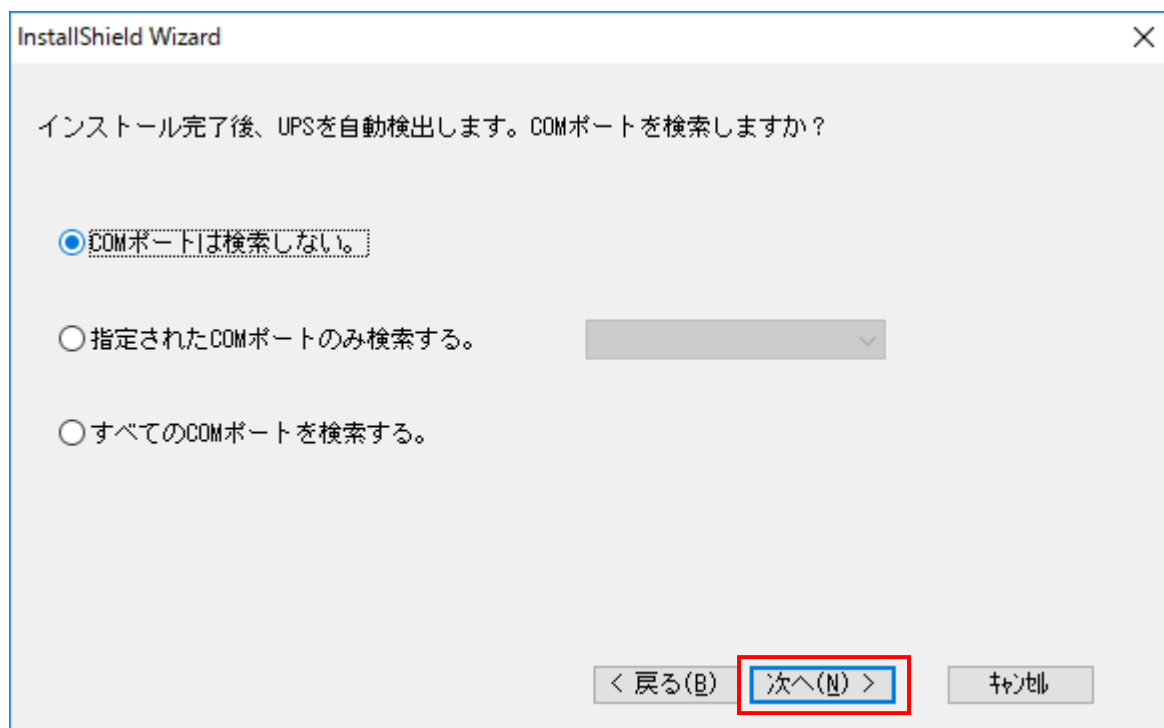 InstallShield Wizard
インストール完了後、UPSを自動検出します。COMポートを検索しますか？
COMポートは検索しない。
指定されたCOMポートのみ検索する。
すべてのCOMポートを検索する。
< 戻る(B) 次へ(N) > ｷｬﾝｾﾙ